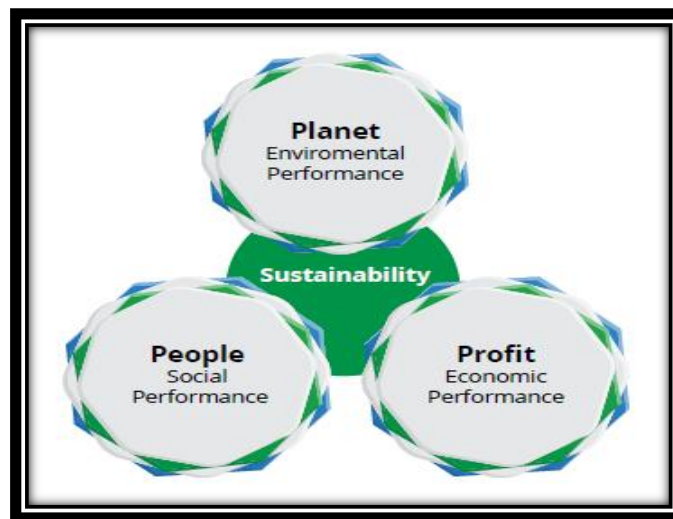 Planet
Enviromental
Performance
Sustainability
People
Social
Performance
Profit
Economic
Performance